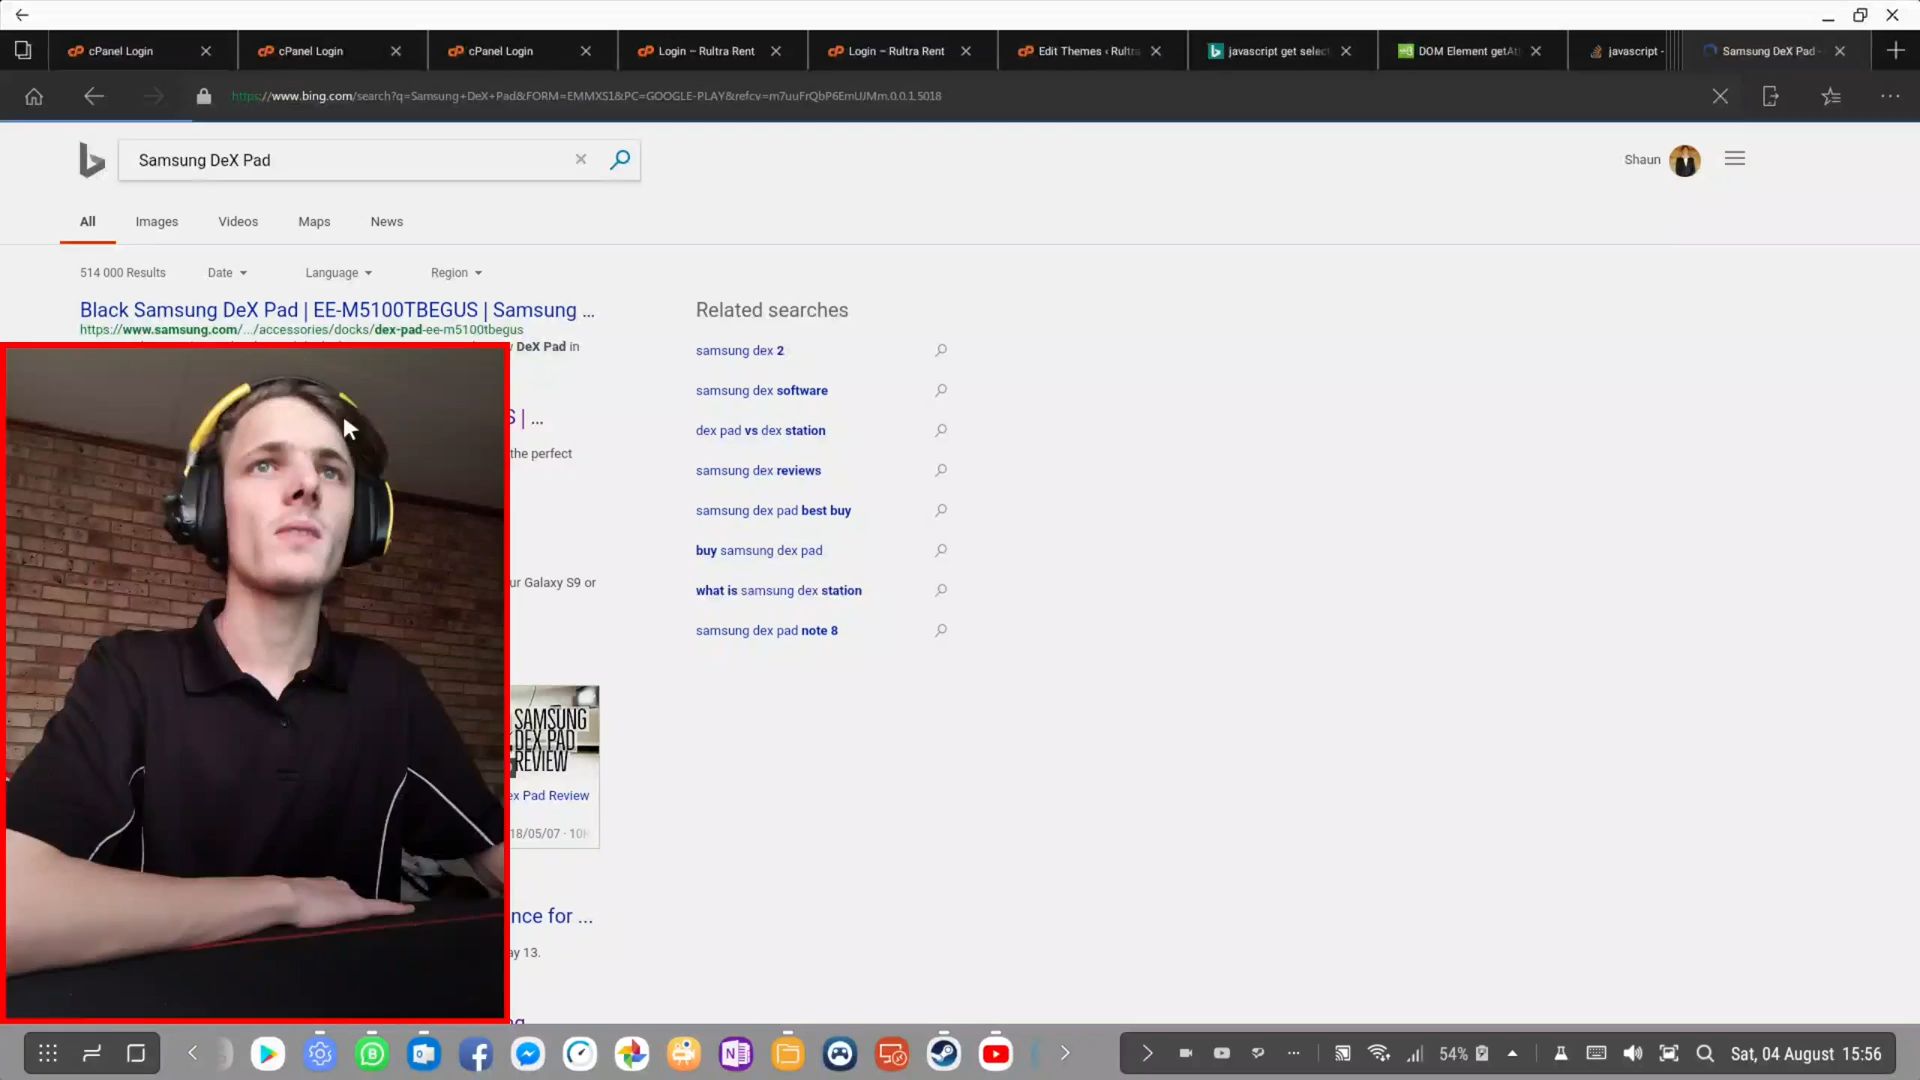 cPanel Login
cPanel Login
cPanel Login
Login – Rultra Rent
Login – Rultra Rent
Edit Themes ‹ Rultra
javascript get selec
DOM Element getAt
javascript -
Samsung DeX Pad -
https://www.bing.com/search?q=Samsung+DeX+Pad&FORM=EMMXS1&PC=GOOGLE-PLAY&refcv=m7uuFrQbP6EmUJMm.0.0.1.5018
Samsung DeX Pad
Shaun
All Images Videos Maps News
514 000 Results Date Language Region
Black Samsung DeX Pad | EE-M5100TBEGUS | Samsung ...
https://www.samsung.com/.../accessories/docks/dex-pad-ee-m5100tbegus
DeX Pad in
S | ...
the perfect
ur Galaxy S9 or
SAMSUNG
DEX PAD
REVIEW
ex Pad Review
18/05/07 · 10K
nce for ...
ay 13.
Related searches
samsung dex 2
samsung dex software
dex pad vs dex station
samsung dex reviews
samsung dex pad best buy
buy samsung dex pad
what is samsung dex station
samsung dex pad note 8
54%
Sat, 04 August 15:56